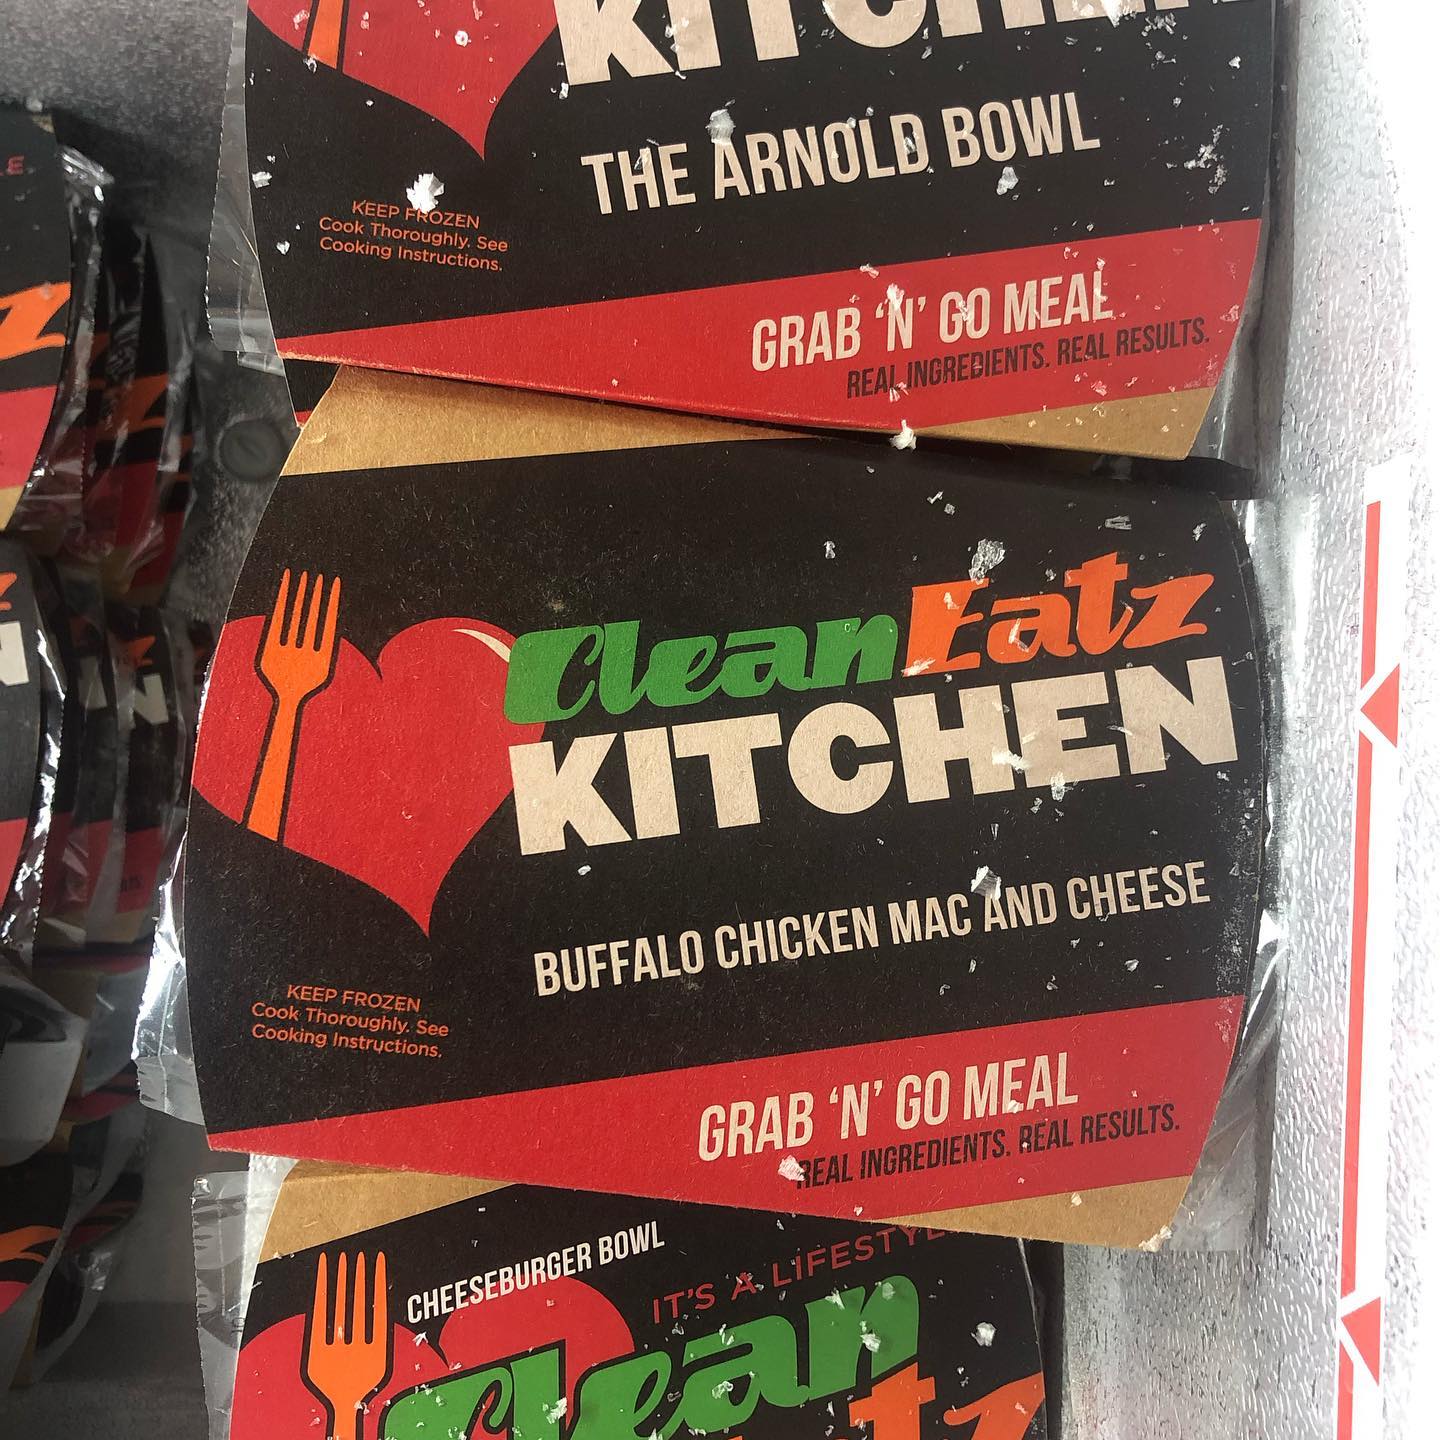 KITCHEN
THE ARNOLD BOWL
KEEP FROZEN
Cook Thoroughly. See
Cooking Instructions.
GRAB ‘N’ GO MEAL
REAL INGREDIENTS. REAL RESULTS.
CleanEatz
KITCHEN
BUFFALO CHICKEN MAC AND CHEESE
KEEP FROZEN
Cook Thoroughly. See
Cooking Instructions.
GRAB ‘N’ GO MEAL
REAL INGREDIENTS. REAL RESULTS.
CHEESEBURGER BOWL
IT'S A LIFESTYLE
Clean
Eatz